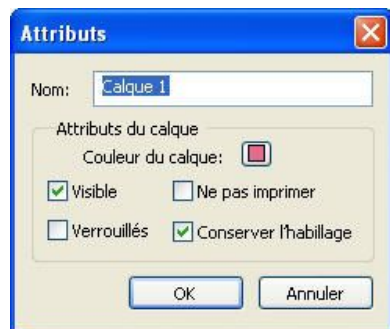 Attributs
Nom: Calque 1
Attributs du calque
Couleur du calque:
Visible Ne pas imprimer
Verrouillés Conserver l'habillage
OK Annuler